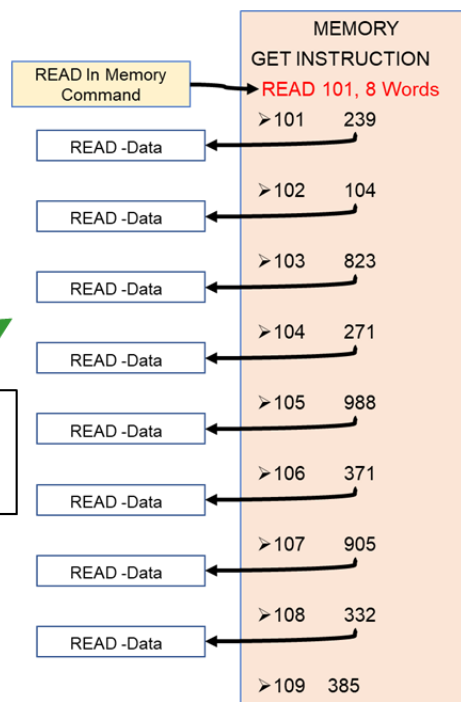 MEMORY
GET INSTRUCTION
READ In Memory
Command
READ 101, 8 Words
➢101 239
READ -Data
➢102 104
READ -Data
➢103 823
READ -Data
➢104 271
READ -Data
➢105 988
READ -Data
➢106 371
READ -Data
➢107 905
READ -Data
➢108 332
READ -Data
➢109 385